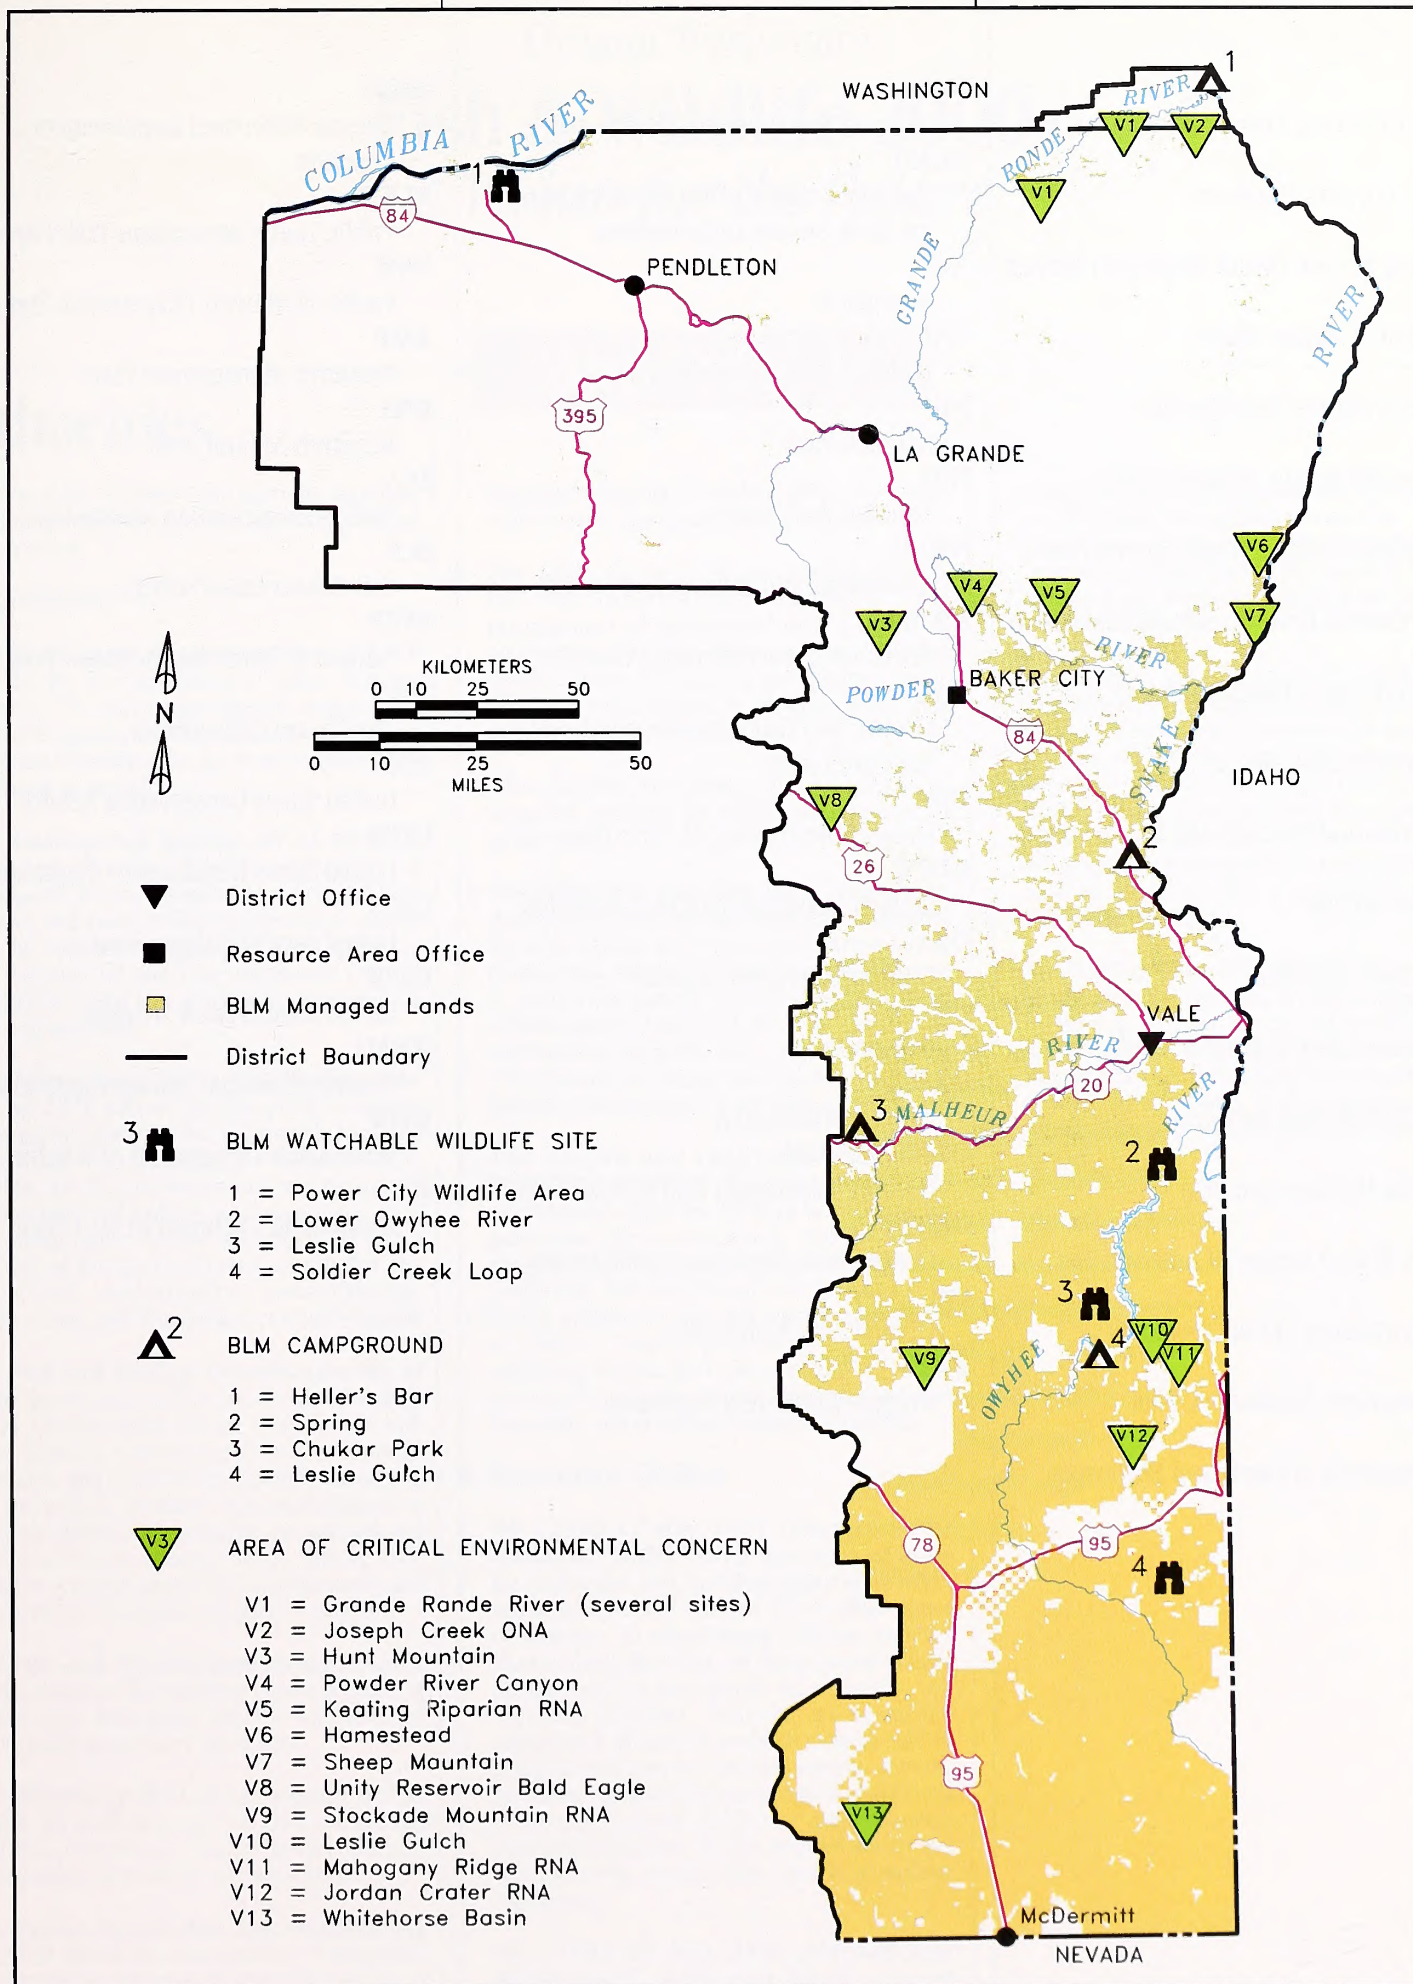 1
WASHINGTON
RIVER
COLUMBIA RIVER
V1
V2
RONDE
1
V1
84
GRANDE
PENDLETON
RIVER
395
LA GRANDE
V6
V4
V5
V3
V7
RIVER
KILOMETERS
0 10 25 50
N
POWDER
BAKER CITY
84
0 10 25 50
MILES
SNAKE
IDAHO
V8
2
26
District Office
Resaurce Area Office
BLM Managed Lands
VALE
RIVER
District Baundary
20
RIVER
3
MALHEUR
3
BLM WATCHABLE WILDLIFE SITE
2
1 = Power City Wildlife Area
2 = Lower Owyhee River
3 = Leslie Gulch
4 = Soldier Creek Loap
3
2
BLM CAMPGROUND
V10
4
V11
V9
OWYHEE
1 = Heller's Bar
2 = Spring
3 = Chukar Park
4 = Leslie Gulch
V12
V3
AREA OF CRITICAL ENVIRONMENTAL CONCERN
78
95
4
V1 = Grande Rande River (several sites)
V2 = Joseph Creek ONA
V3 = Hunt Mountain
V4 = Powder River Canyon
V5 = Keating Riparian RNA
V6 = Hamestead
V7 = Sheep Mauntain
V8 = Unity Reservoir Bald Eagle
V9 = Stockade Mountain RNA
V10 = Leslie Gulch
V11 = Mahogany Ridge RNA
V12 = Jordan Crater RNA
V13 = Whitehorse Basin
95
V13
McDermitt
NEVADA